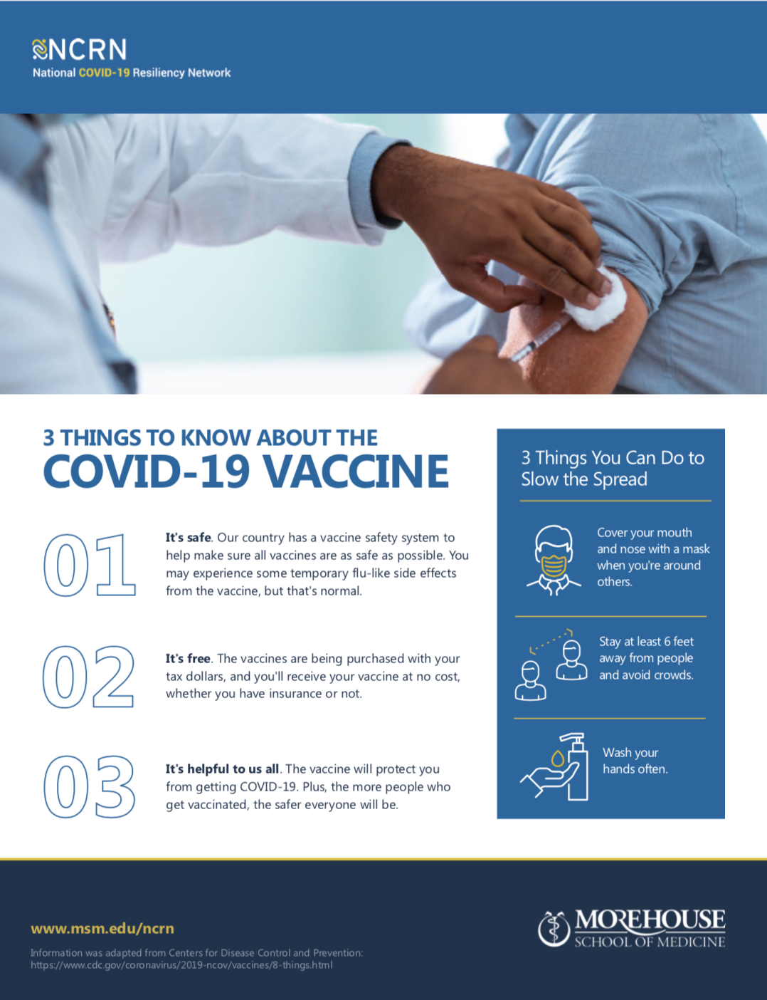 NCRN
National COVID-19 Resiliency Network
3 THINGS TO KNOW ABOUT THE
COVID-19 VACCINE
01
It's safe. Our country has a vaccine safety system to
help make sure all vaccines are as safe as possible. You
may experience some temporary flu-like side effects
from the vaccine, but that's normal.
02
It's free. The vaccines are being purchased with your
tax dollars, and you'll receive your vaccine at no cost,
whether you have insurance or not.
03
It's helpful to us all. The vaccine will protect you
from getting COVID-19. Plus, the more people who
get vaccinated, the safer everyone will be.
3 Things You Can Do to
Slow the Spread
Cover your mouth
and nose with a mask
when you're around
others.
Stay at least 6 feet
away from people
and avoid crowds.
Wash your
hands often.
www.msm.edu/ncrn
Information was adapted from Centers for Disease Control and Prevention:
https://www.cdc.gov/coronavirus/2019-ncov/vaccines/8-things.html
MOREHOUSE
SCHOOL OF MEDICINE